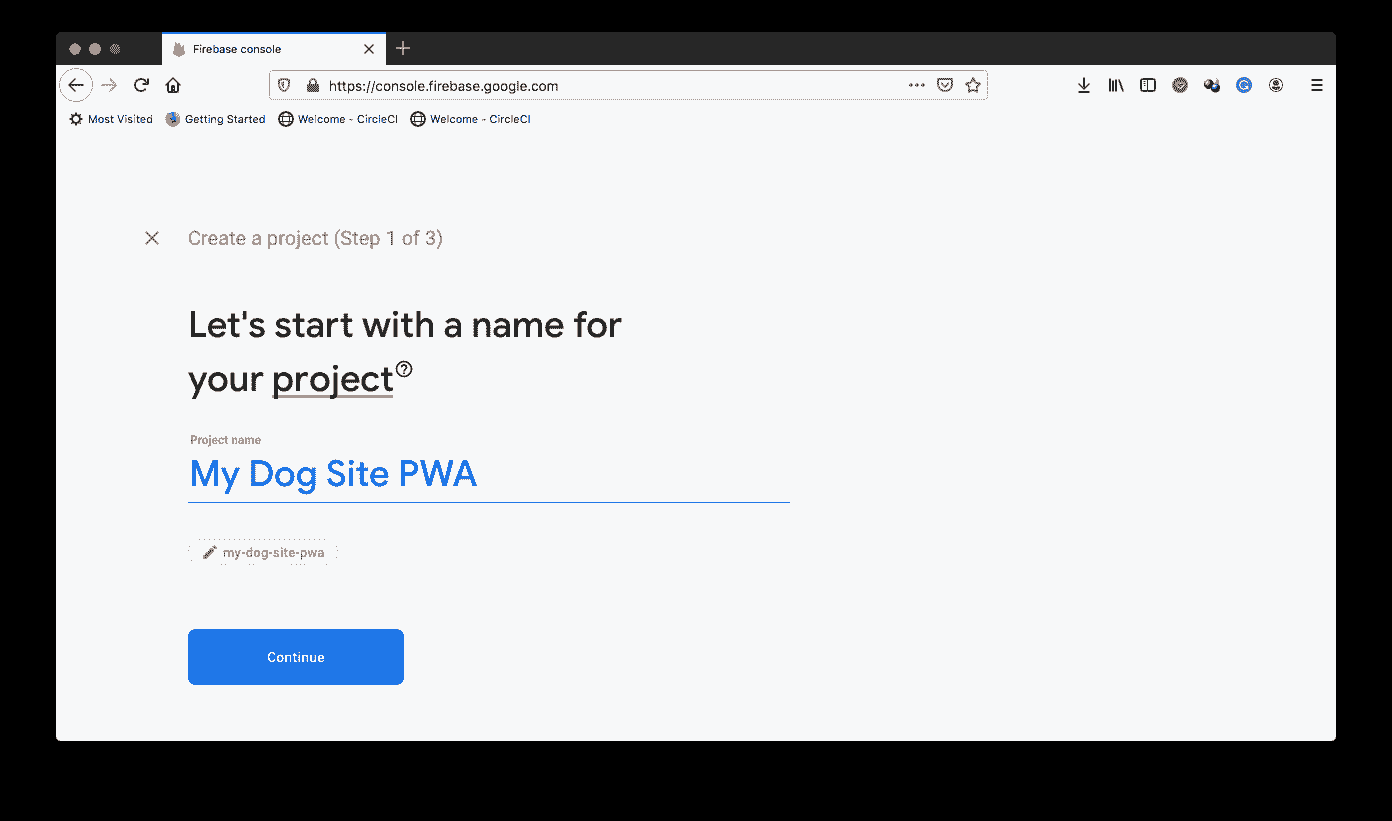 Firebase console
https://console.firebase.google.com
Most Visited Getting Started Welcome - CircleCI Welcome - CircleCI
Create a project (Step 1 of 3)
Let's start with a name for
your project
Project name
My Dog Site PWA
my-dog-site-pwa
Continue